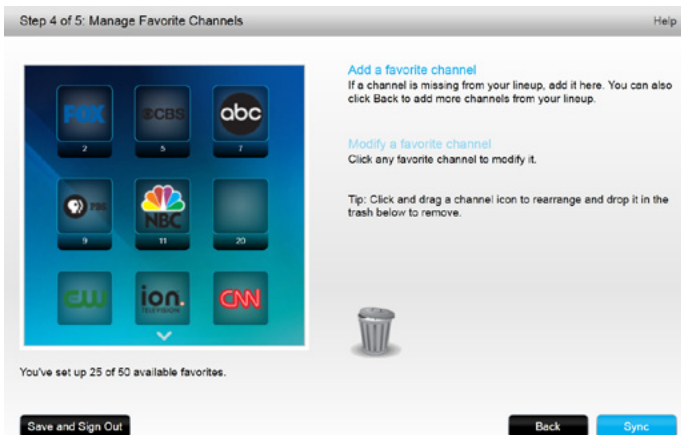 Step 4 of 5: Manage Favorite Channels
Help
Add a favorite channel
If a channel is missing from your lineup, add it here. You can also
click Back to add more channels from your lineup.
Modify a favorite channel
Click any favorite channel to modify it.
Tip: Click and drag a channel icon to rearrange and drop it in the
trash below to remove.
FOX
CBS
abc
2
5
7
PBS
NBC
9
11
20
CW
ion
TELEVISION
CNN
You've set up 25 of 50 available favorites.
Save and Sign Out
Back
Sync